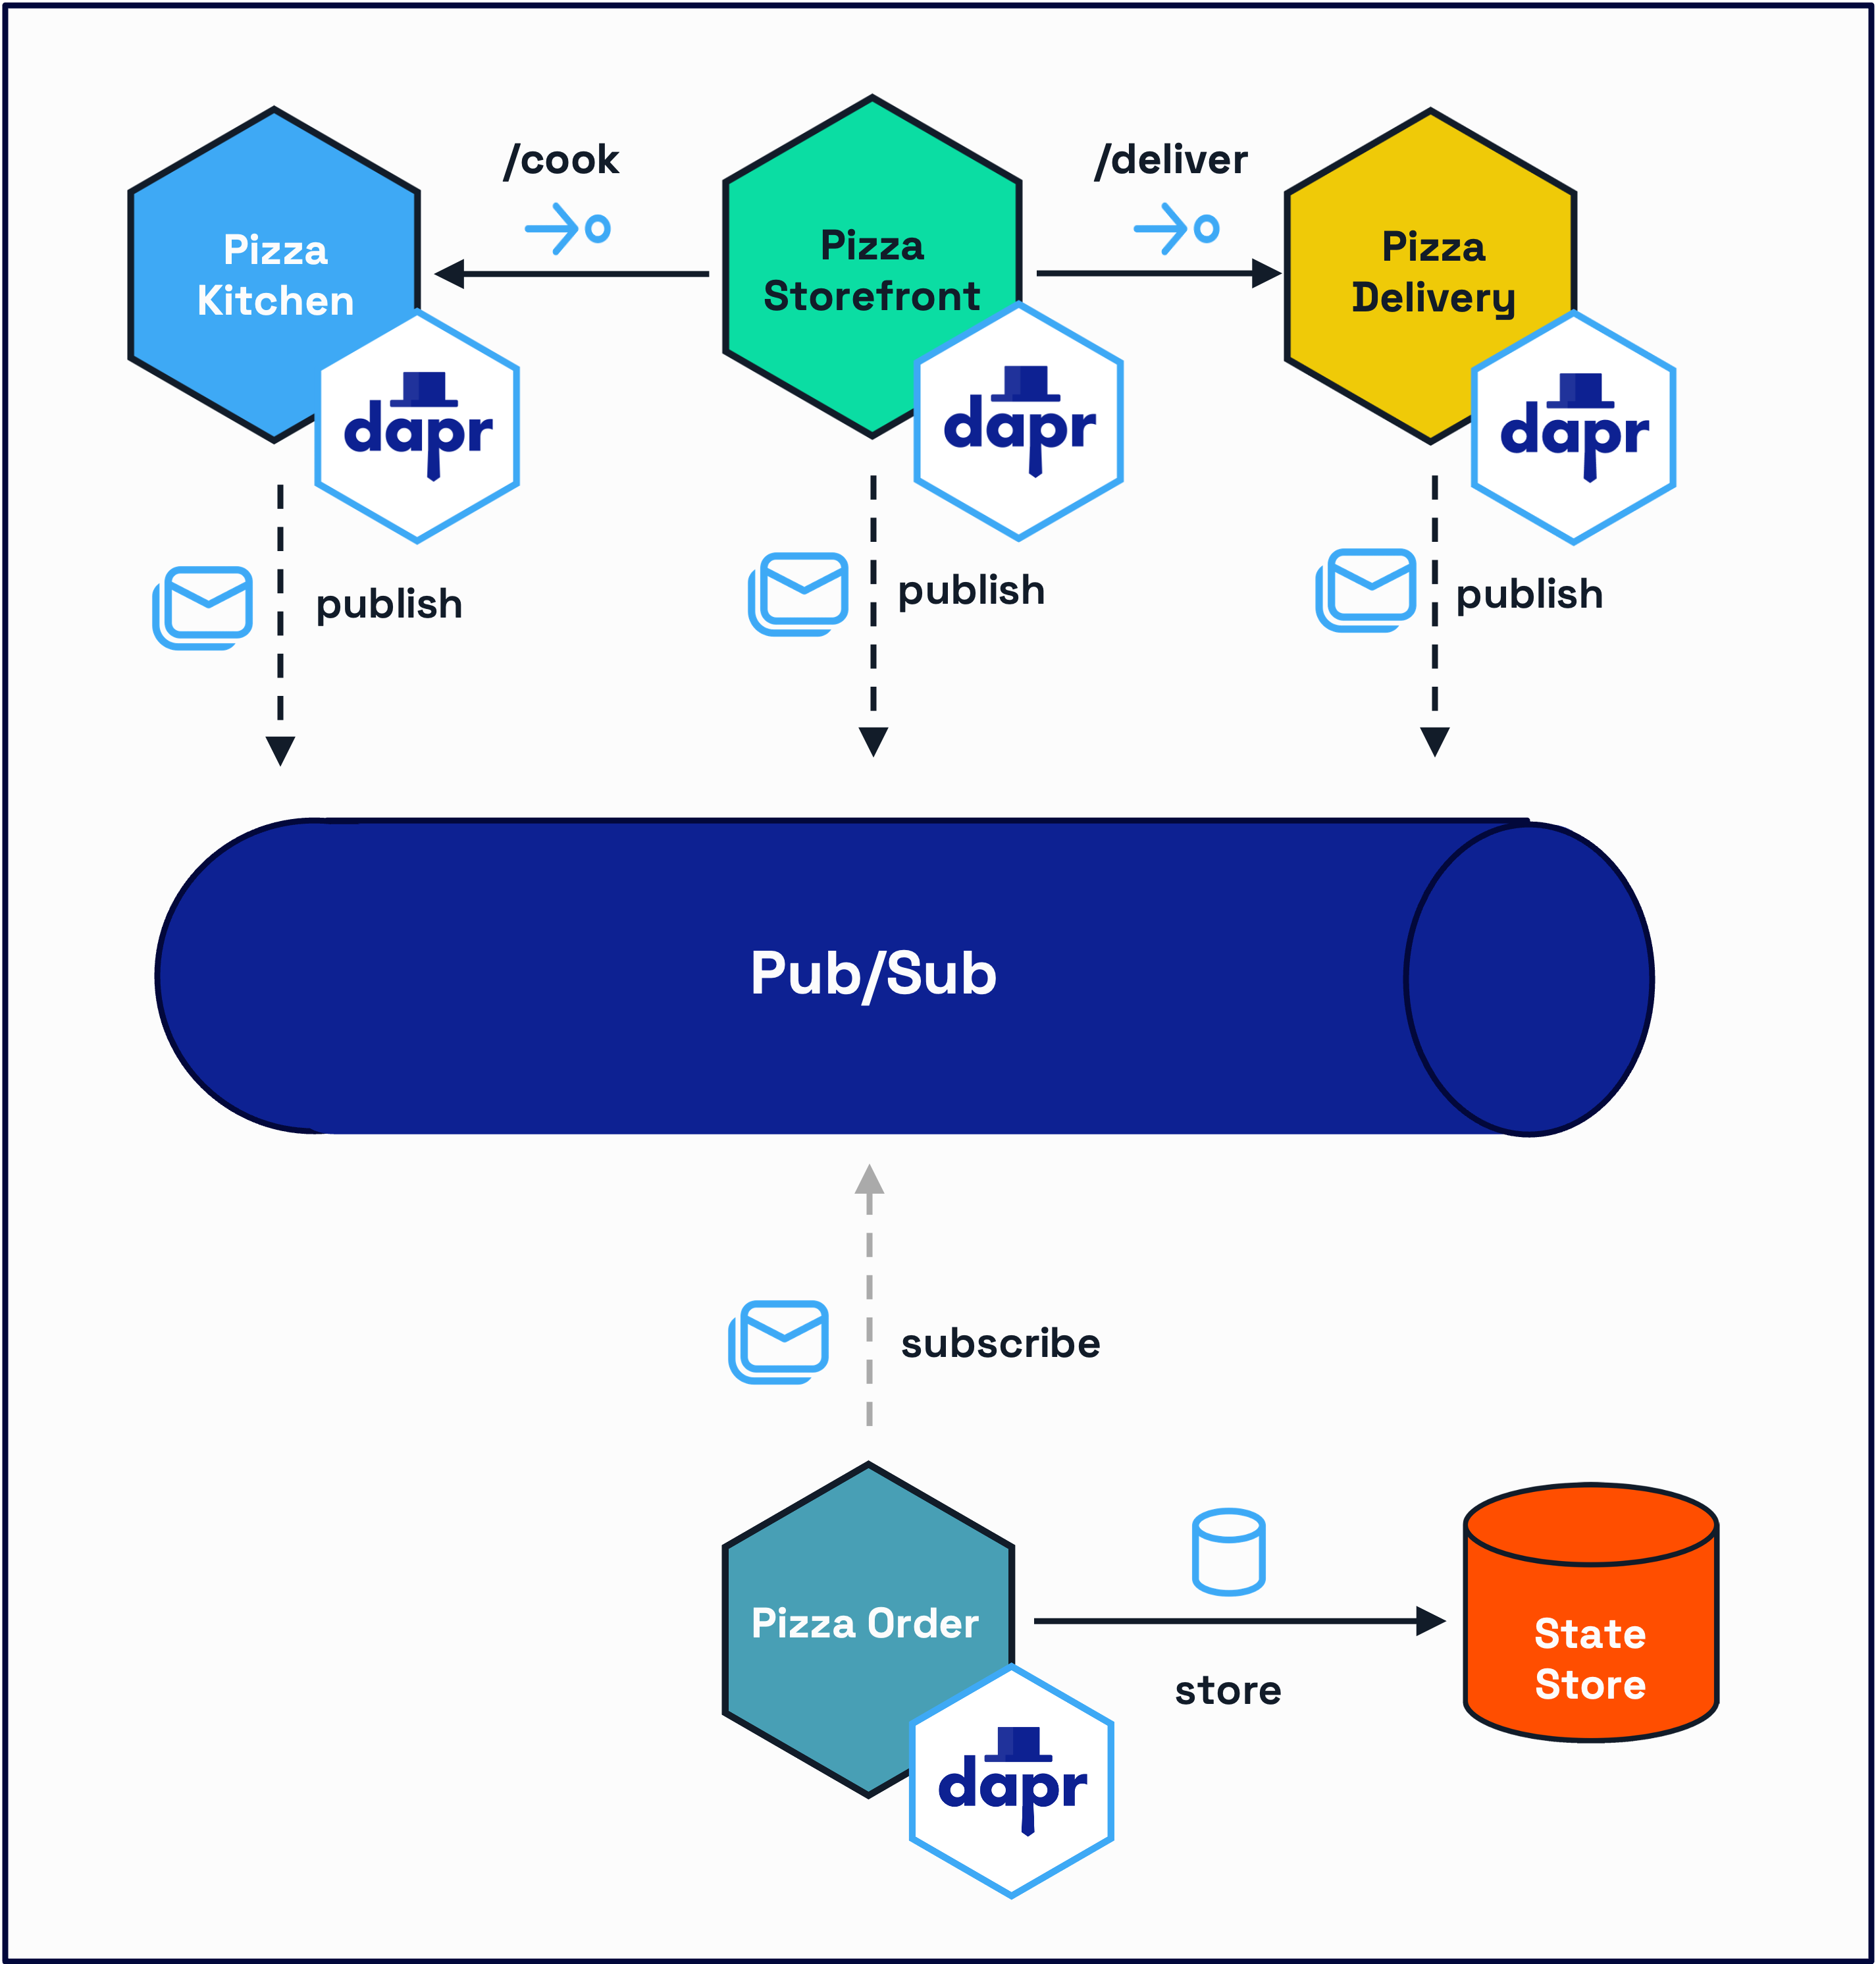 /cook
/deliver
Pizza
Kitchen
Pizza
Storefront
Pizza
Delivery
dapr
dapr
dapr
publish
publish
publish
Pub/Sub
subscribe
Pizza Order
store
State
Store
dapr